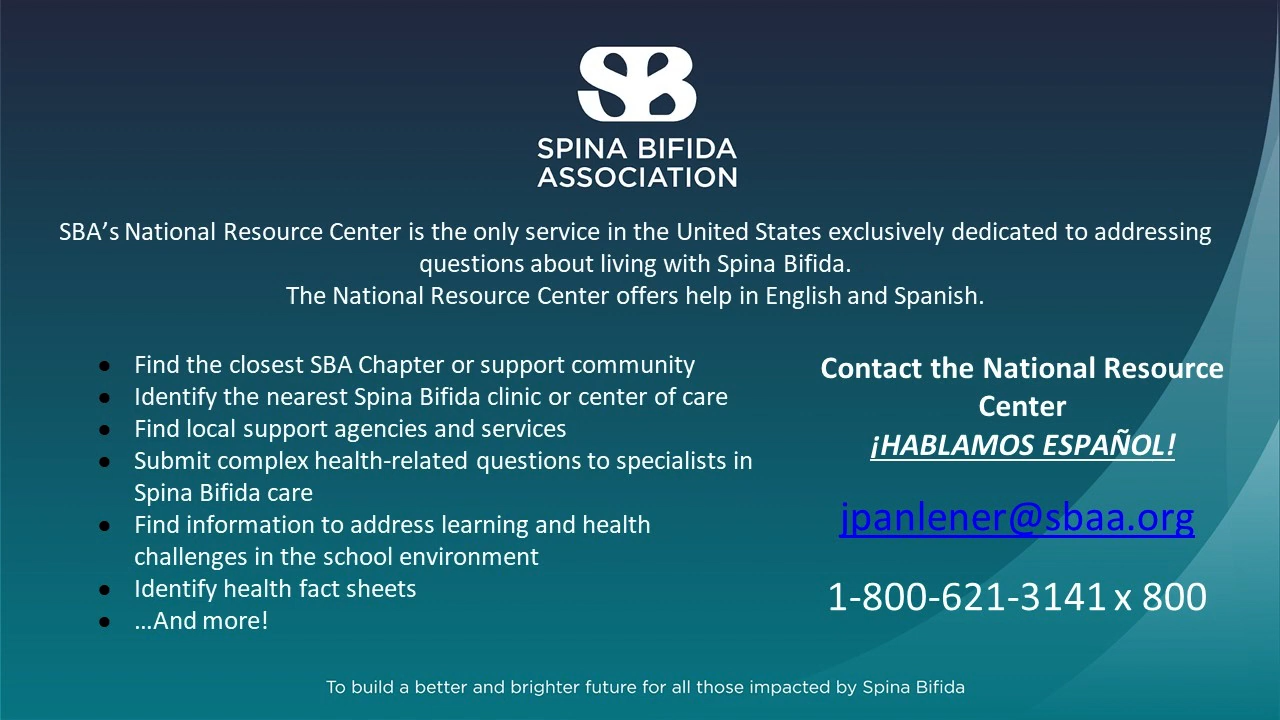 SB
SPINA BIFIDA
ASSOCIATION
SBA’s National Resource Center is the only service in the United States exclusively dedicated to addressing
questions about living with Spina Bifida.
The National Resource Center offers help in English and Spanish.
● Find the closest SBA Chapter or support community
● Identify the nearest Spina Bifida clinic or center of care
● Find local support agencies and services
● Submit complex health-related questions to specialists in
Spina Bifida care
● Find information to address learning and health
challenges in the school environment
● Identify health fact sheets
● …And more!
Contact the National Resource
Center
¡HABLAMOS ESPAÑOL!
jpanlener@sbaa.org
1-800-621-3141 x 800
To build a better and brighter future for all those impacted by Spina Bifida